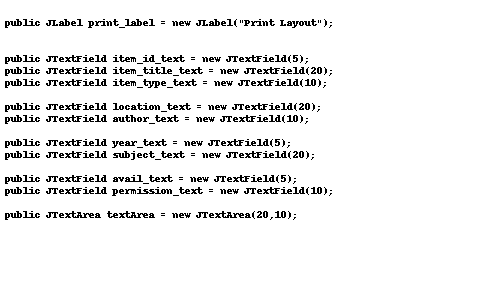 public JLabel print_label = new JLabel("Print Layout");
public JTextField item_id_text = new JTextField(5);
public JTextField item_title_text = new JTextField(20);
public JTextField item_type_text = new JTextField(10);
public JTextField location_text = new JTextField(20);
public JTextField author_text = new JTextField(10);
public JTextField year_text = new JTextField(5);
public JTextField subject_text = new JTextField(20);
public JTextField avail_text = new JTextField(5);
public JTextField permission_text = new JTextField(10);
public JTextArea textArea = new JTextArea(20,10);